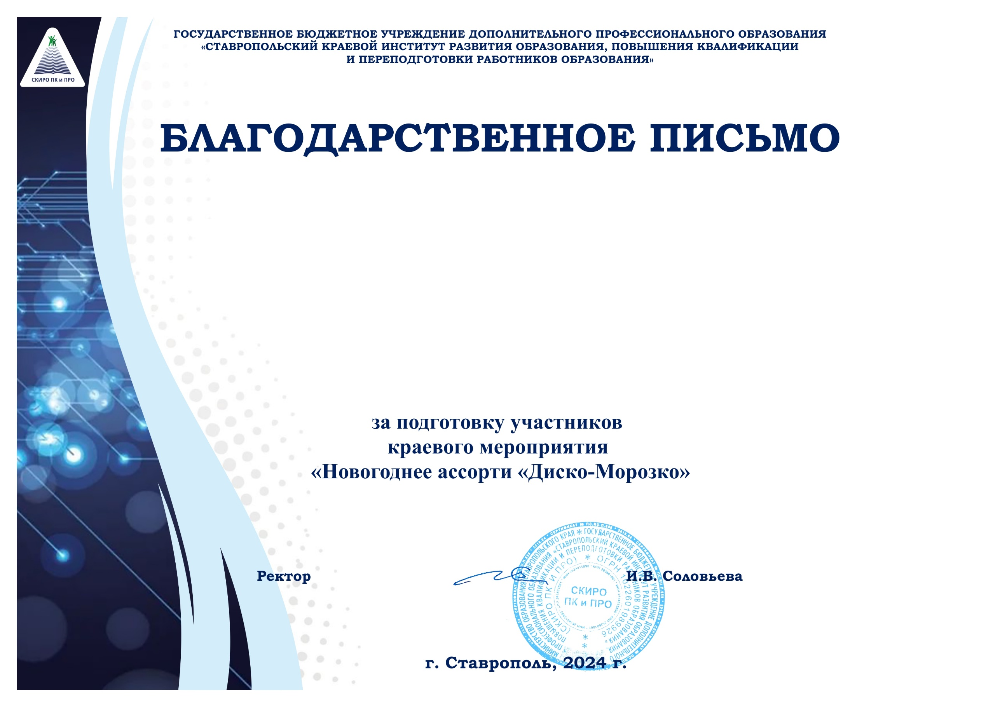 СКИРО ПК и ПРО
ГОСУДАРСТВЕННОЕ БЮДЖЕТНОЕ УЧРЕЖДЕНИЕ ДОПОЛНИТЕЛЬНОГО ПРОФЕССИОНАЛЬНОГО ОБРАЗОВАНИЯ
«СТАВРОПОЛЬСКИЙ КРАЕВОЙ ИНСТИТУТ РАЗВИТИЯ ОБРАЗОВАНИЯ, ПОВЫШЕНИЯ КВАЛИФИКАЦИИ
И ПЕРЕПОДГОТОВКИ РАБОТНИКОВ ОБРАЗОВАНИЯ»
БЛАГОДАРСТВЕННОЕ ПИСЬМО
за подготовку участников
краевого мероприятия
«Новогоднее ассорти «Диско-Морозко»
Ректор
И.В. Соловьева
СКИРО
ПК и ПРО
г. Ставрополь, 2024 г.